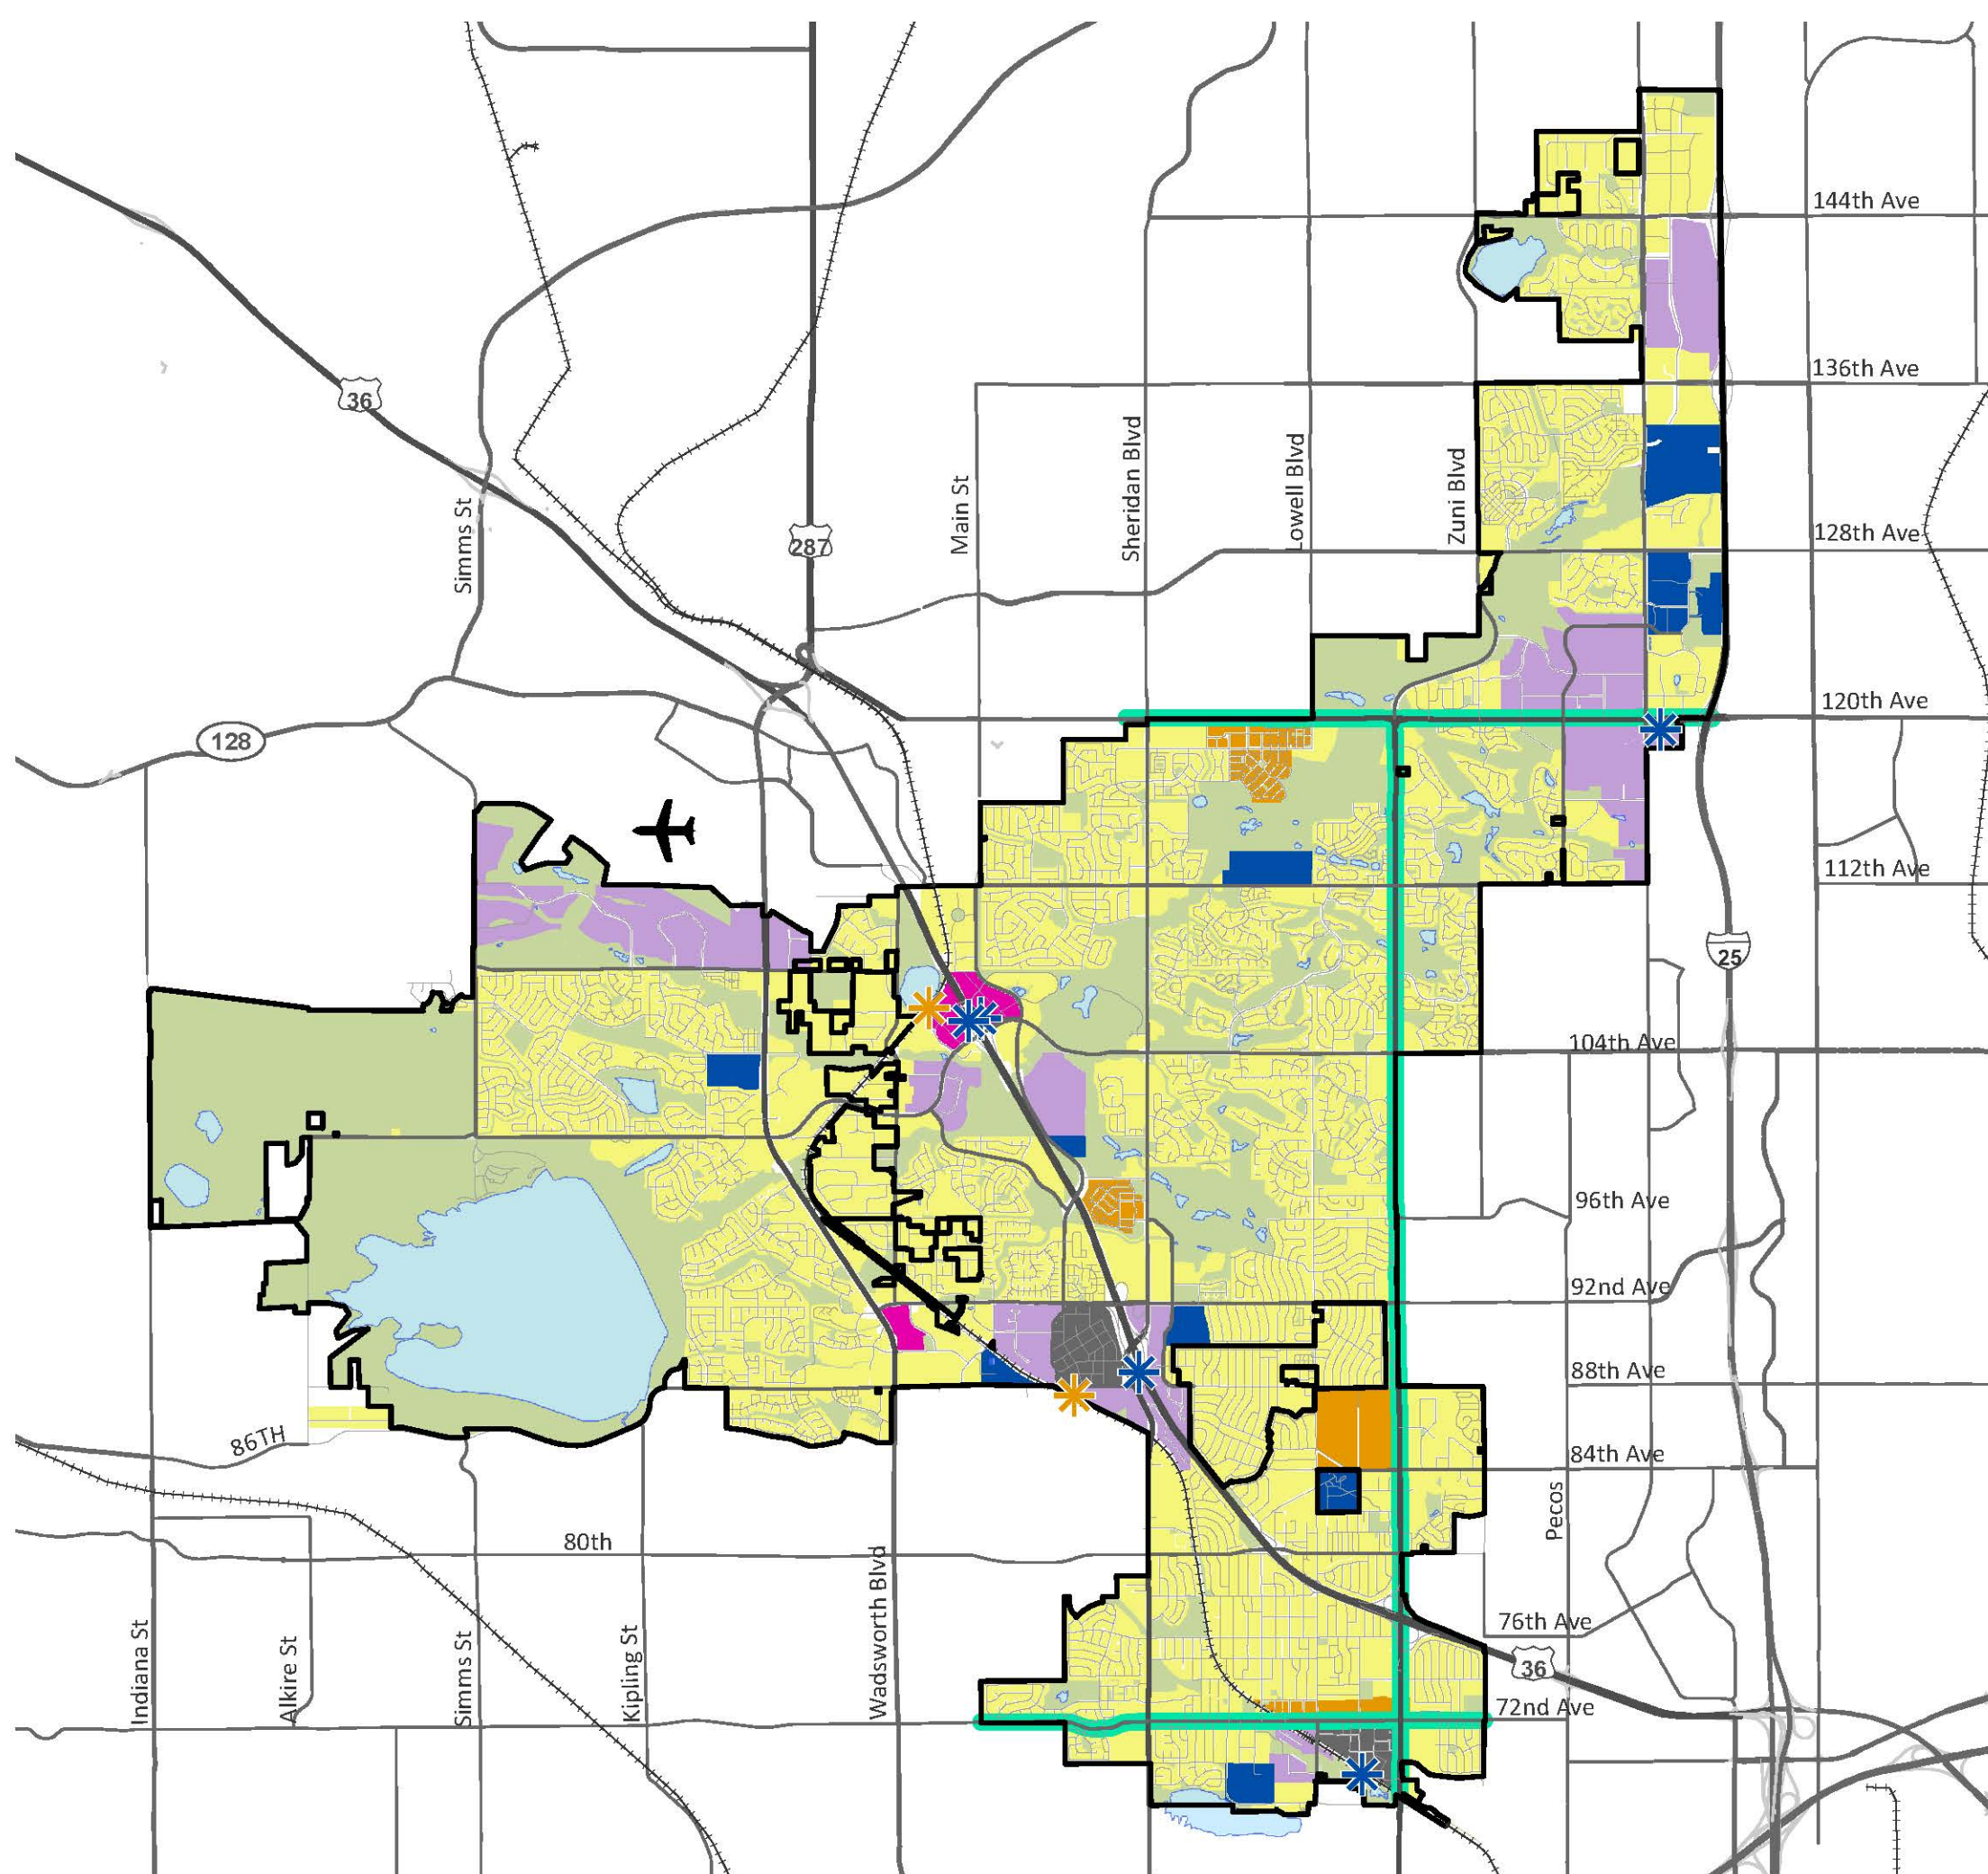 144th Ave
36
136th Ave
Main St
Sheridan Blvd
Lowell Blvd
Zuni Blvd
Simms St
287
128th Ave
120th Ave
128
112th Ave
25
104th Ave
96th Ave
92nd Ave
88th Ave
86TH
84th Ave
Pecos
80th
Wadsworth Blvd
76th Ave
Indiana St
Alkire St
Simms St
Kipling St
36
72nd Ave